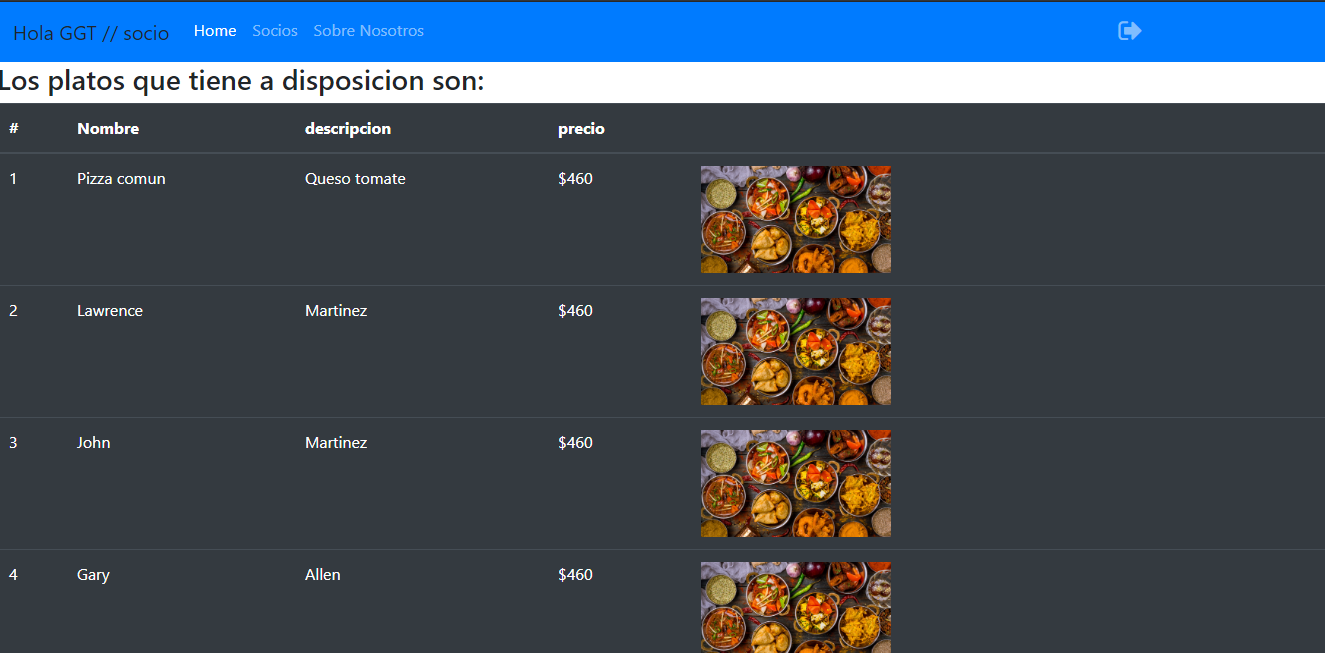 Hola GGT // socio Home Socios Sobre Nosotros
Los platos que tiene a disposicion son:
# Nombre descripcion precio
1 Pizza comun Queso tomate $460
2 Lawrence Martinez $460
3 John Martinez $460
4 Gary Allen $460